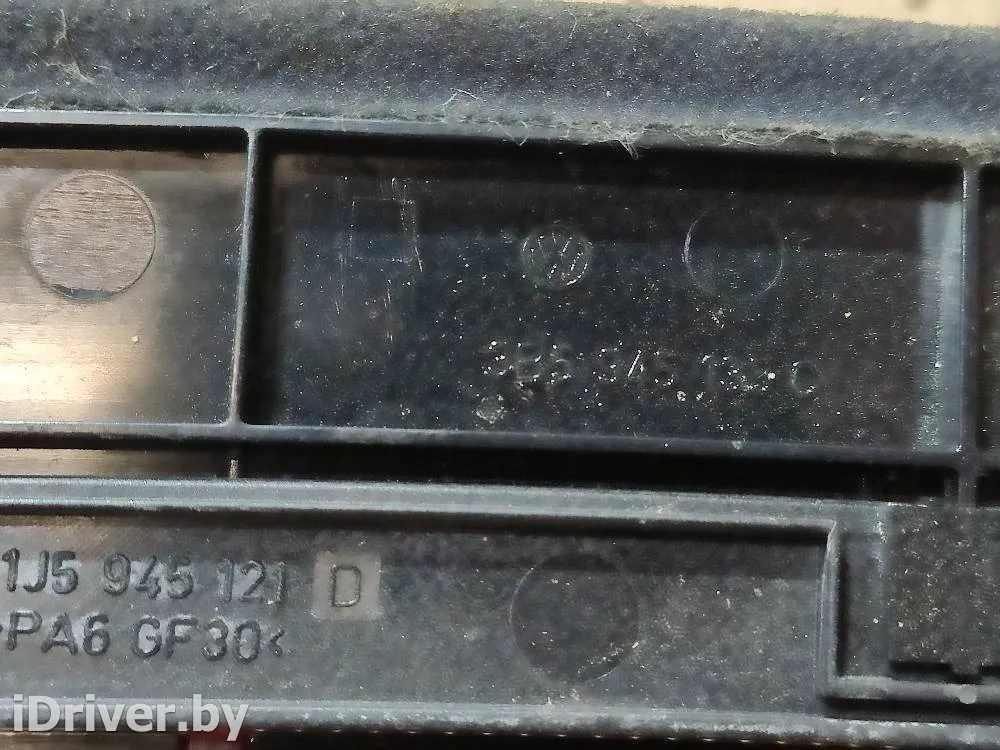 1J5 945 121 D
>PA6 GF30<
iDriver.by